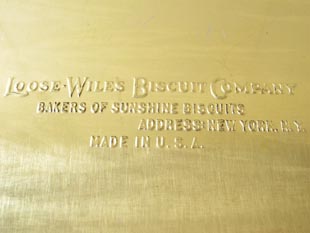 LOOSE-WILES BISCUIT COMPANY
BAKERS OF SUNSHINE BISCUITS
ADDRESS: NEW YORK, N.Y.
MADE IN U.S.A.